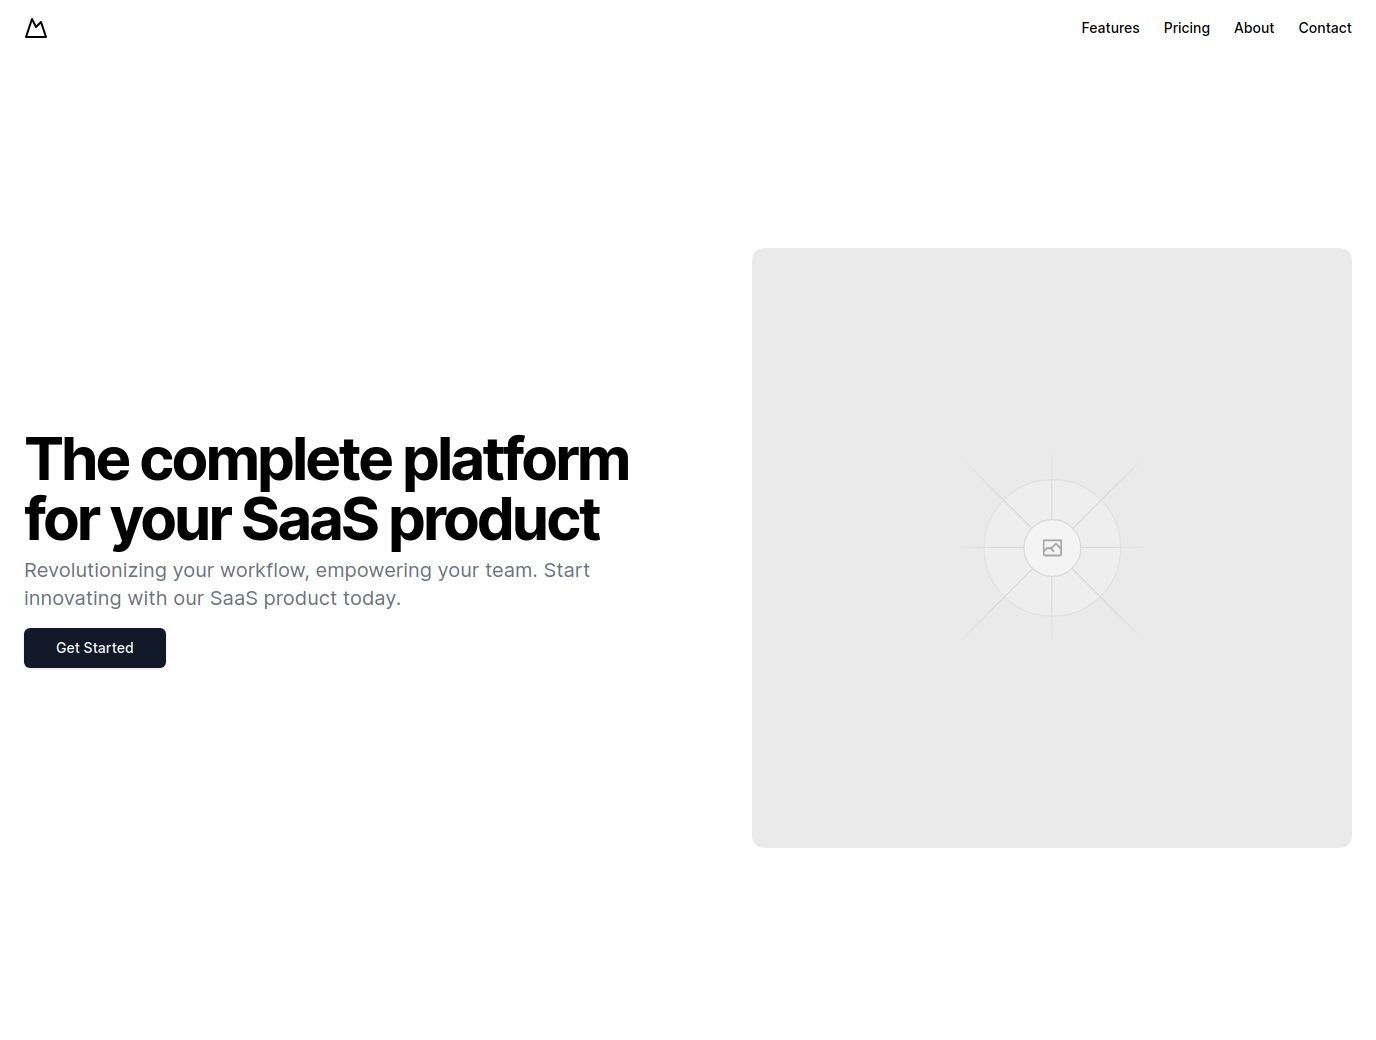 Features
Pricing
About
Contact
The complete platform
for your SaaS product
Revolutionizing your workflow, empowering your team. Start
innovating with our SaaS product today.
Get Started